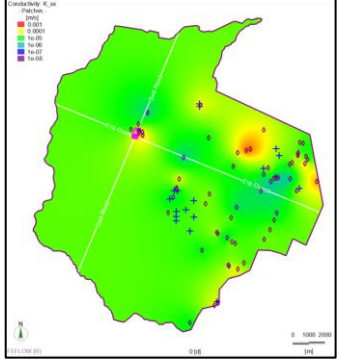 Conductivity K_xx
- Patches -
[m/s]
0.001
0.0001
1e-05
1e-06
1e-07
1e-08
N
FEFLOW (R)
0 [d]
0 1000 2000
[m]